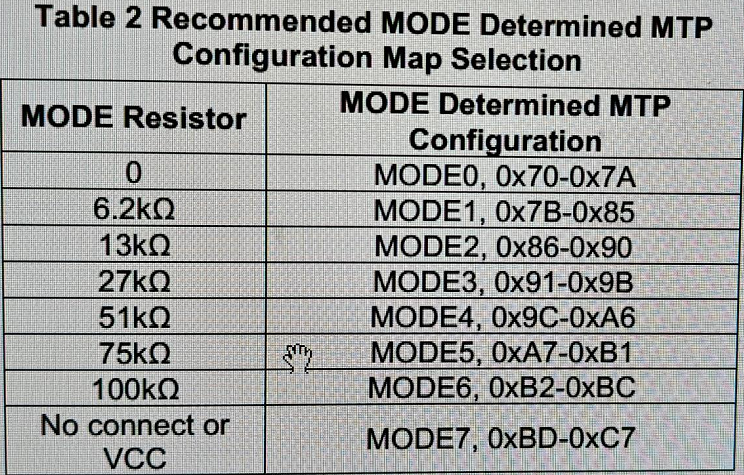 Table 2 Recommended MODE Determined MTP
Configuration Map Selection
MODE Resistor MODE Determined MTP
Configuration
0 MODE0, 0x70-0x7A
6.2kΩ MODE1, 0x7B-0x85
13kΩ MODE2, 0x86-0x90
27kΩ MODE3, 0x91-0x9B
51kΩ MODE4, 0x9C-0xA6
75kΩ MODE5, 0xA7-0xB1
100kΩ MODE6, 0xB2-0xBC
No connect or
VCC MODE7, 0xBD-0xC7